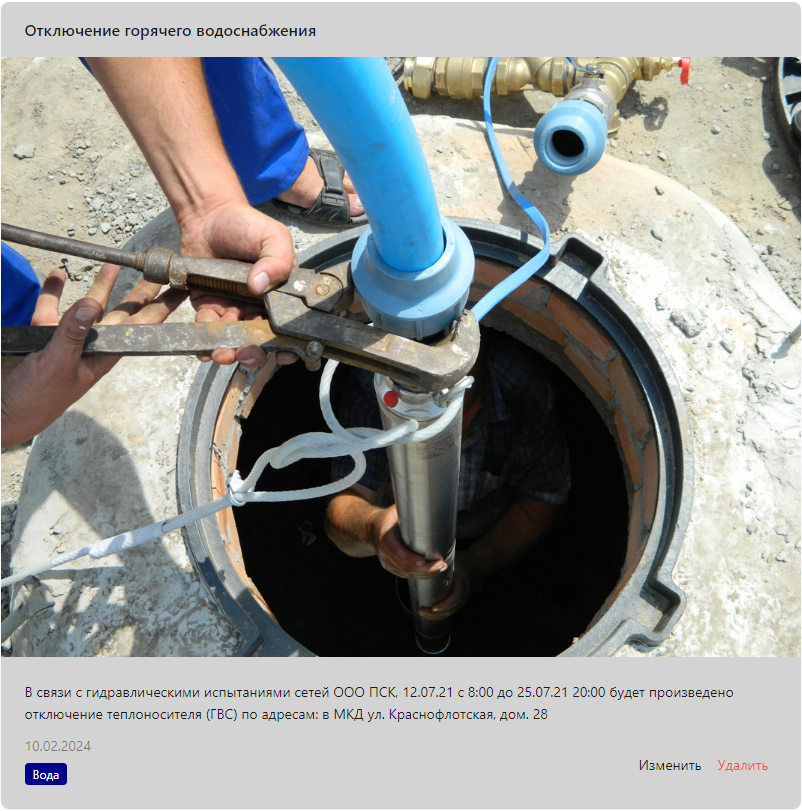 Отключение горячего водоснабжения
В связи с гидравлическими испытаниями сетей ООО ПСК, 12.07.21 с 8:00 до 25.07.21 20:00 будет произведено
отключение теплоносителя (ГВС) по адресам: в МКД ул. Краснофлотская, дом. 28
10.02.2024
Вода
Изменить Удалить